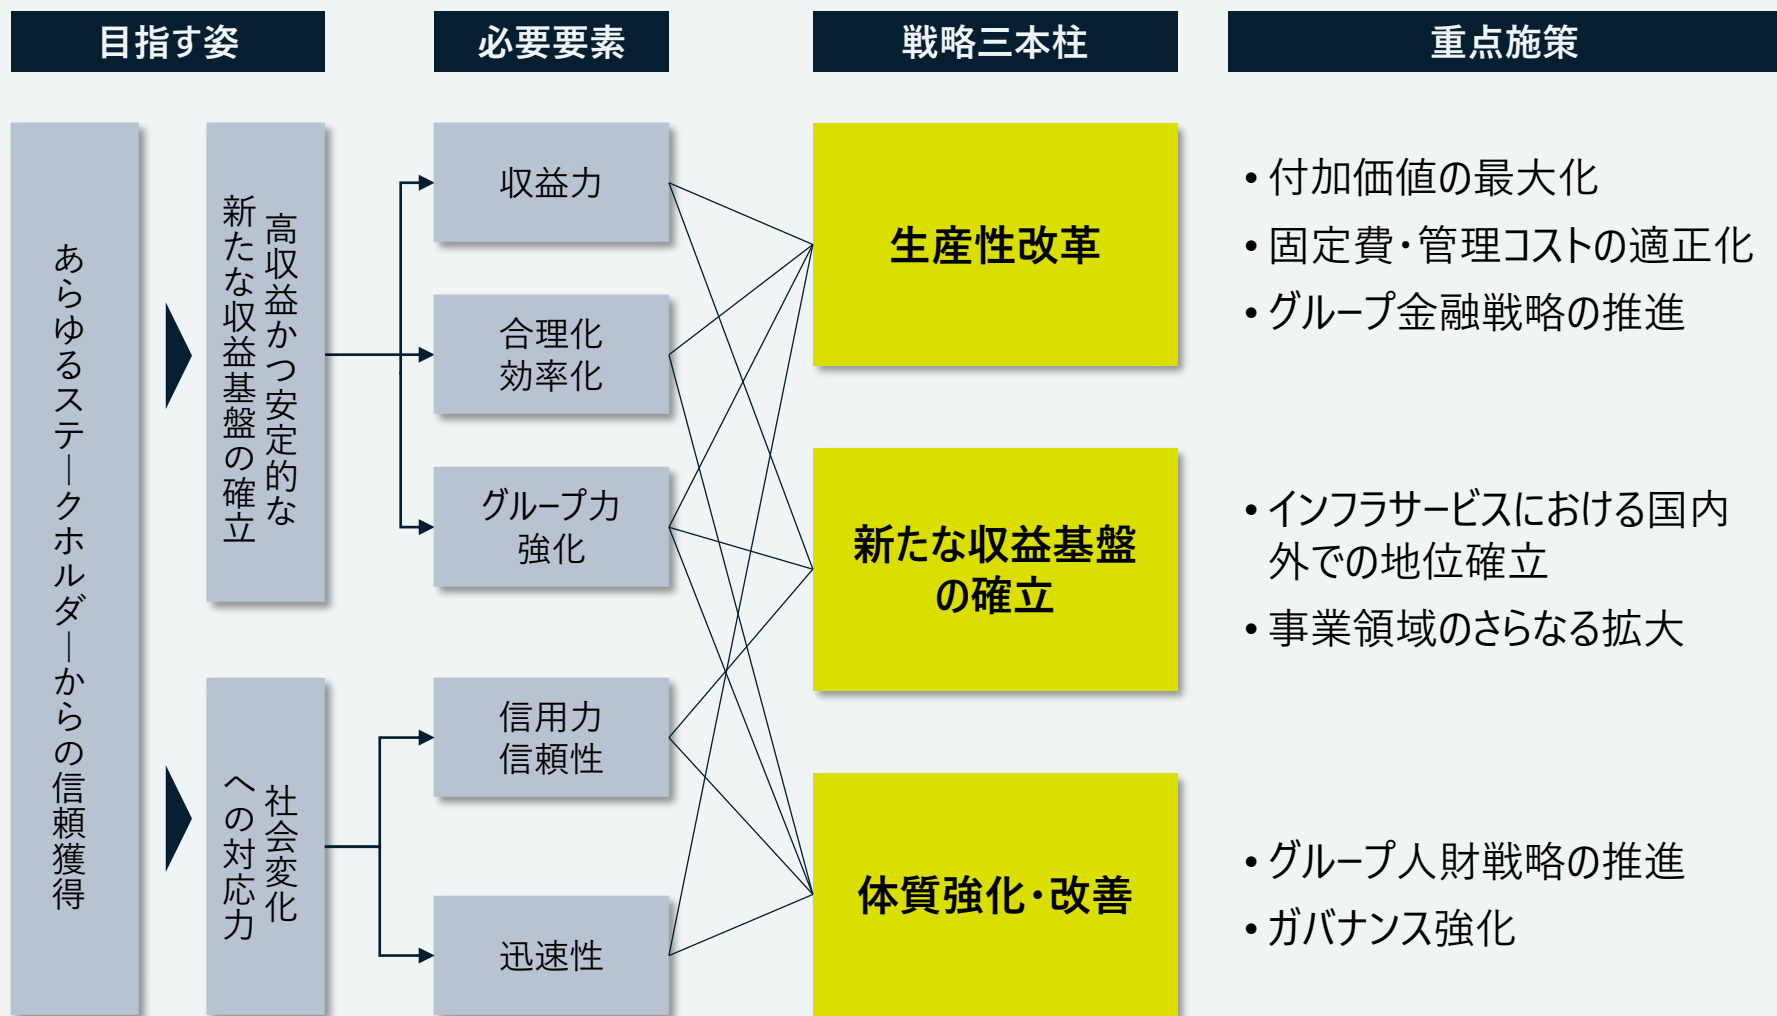 目指す姿
必要要素
戦略三本柱
重点施策
あらゆるステークホルダーからの信頼獲得
高収益かつ安定的な
新たな収益基盤の確立
社会変化
への対応力
収益力
合理化
効率化
グループ力
強化
信用力
信頼性
迅速性
生産性改革
新たな収益基盤
の確立
体質強化・改善
•付加価値の最大化
•固定費・管理コストの適正化
•グループ金融戦略の推進
•インフラサービスにおける国内
外での地位確立
•事業領域のさらなる拡大
•グループ人財戦略の推進
•ガバナンス強化